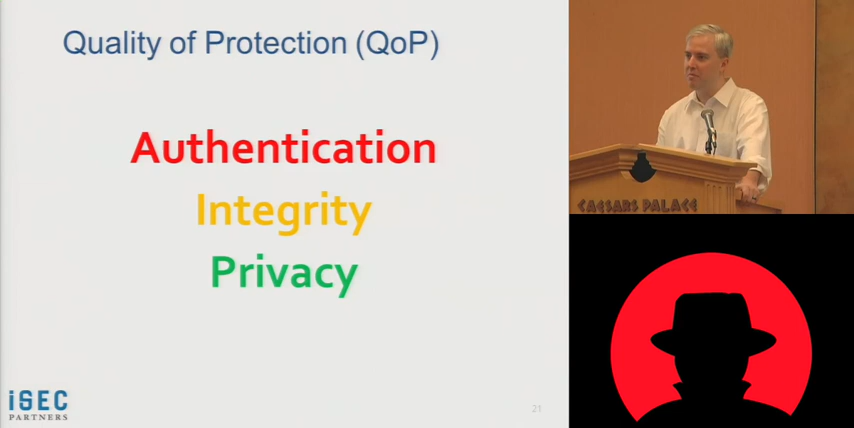 Quality of Protection (QoP)
Authentication
Integrity
Privacy
iSEC
PARTNERS
21
CAESARS PALACE